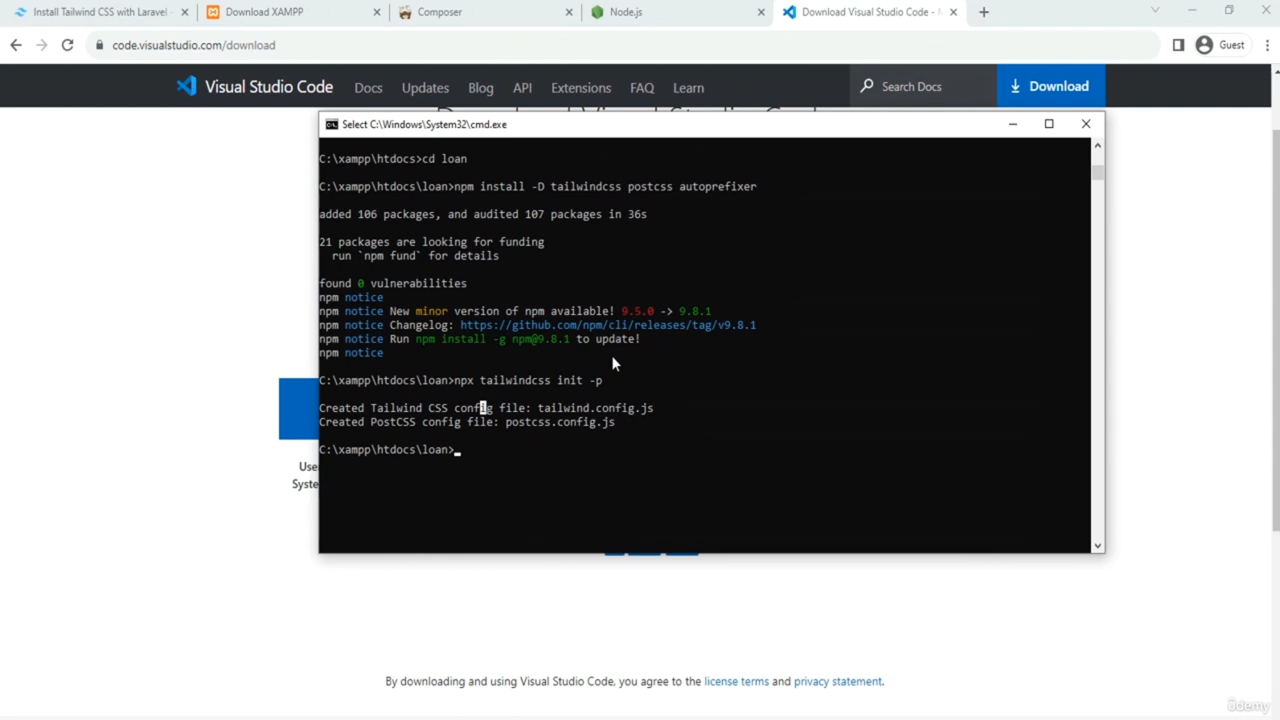 Install Tailwind CSS with Laravel
Download XAMPP
Composer
Node.js
Download Visual Studio Code -
code.visualstudio.com/download
Guest
Visual Studio Code
Docs
Updates
Blog
API
Extensions
FAQ
Learn
Search Docs
Download
Select C:\Windows\System32\cmd.exe
C:\xampp\htdocs>cd loan
C:\xampp\htdocs\loan>npm install -D tailwindcss postcss autoprefixer
added 106 packages, and audited 107 packages in 36s
21 packages are looking for funding
run `npm fund` for details
found 0 vulnerabilities
npm notice
npm notice New minor version of npm available! 9.5.0 -> 9.8.1
npm notice Changelog: https://github.com/npm/cli/releases/tag/v9.8.1
npm notice Run npm install -g npm@9.8.1 to update!
npm notice
C:\xampp\htdocs\loan>npx tailwindcss init -p
Created Tailwind CSS config file: tailwind.config.js
Created PostCSS config file: postcss.config.js
C:\xampp\htdocs\loan>
Use
Syste
By downloading and using Visual Studio Code, you agree to the license terms and privacy statement.
ûdemy